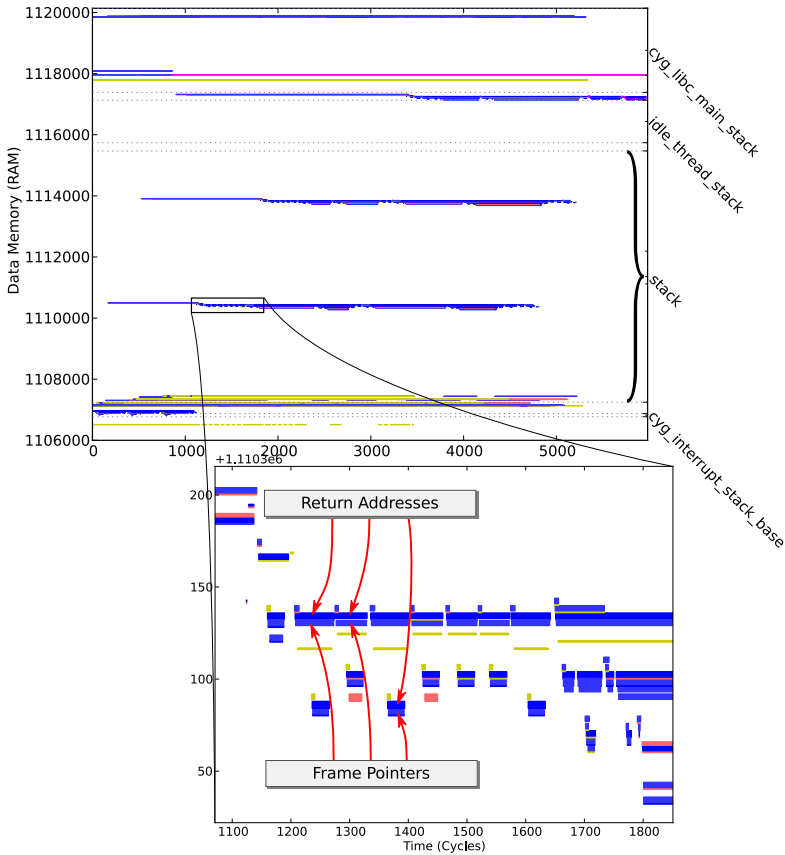 1120000
1118000
1116000
1114000
1112000
1110000
1108000
1106000
Data Memory (RAM)
0
1000
2000
3000
4000
5000
cyg_libc_main_stack
idle_thread_stack
stack
cyg_interrupt_stack_base
+1.1103e6
200
150
100
50
Return Addresses
Frame Pointers
1100
1200
1300
1400
1500
1600
1700
1800
Time (Cycles)